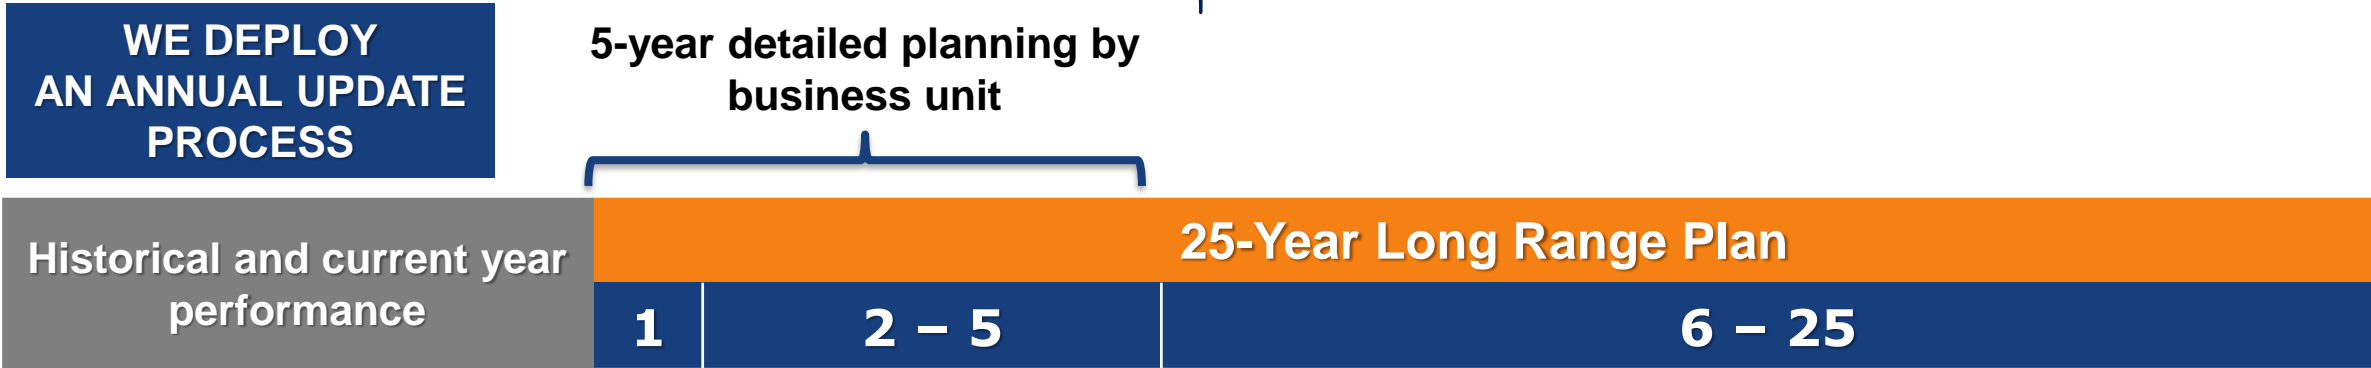 WE DEPLOY
AN ANNUAL UPDATE
PROCESS
5-year detailed planning by
business unit
Historical and current year
performance
25-Year Long Range Plan
1
2 – 5
6 – 25